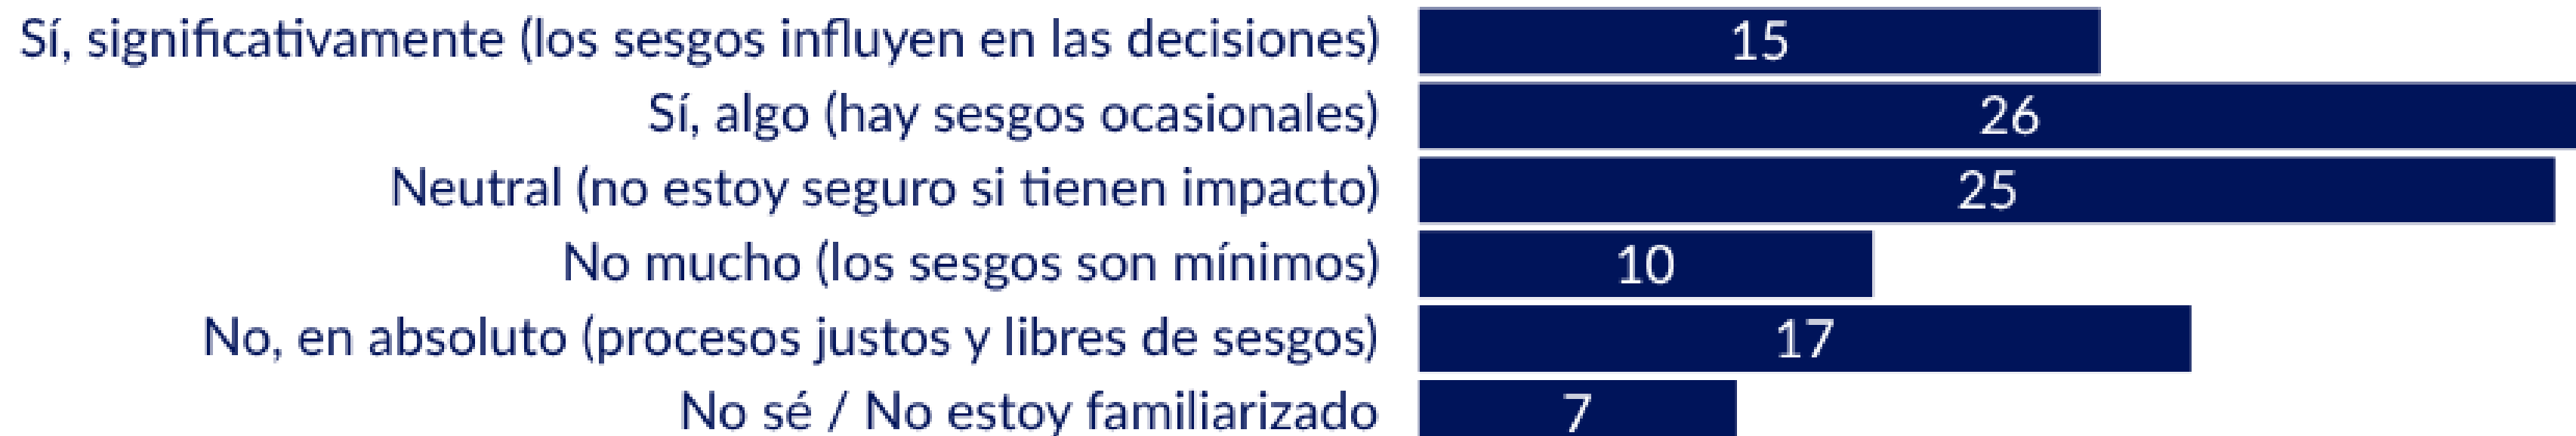 Sí, significativamente (los sesgos influyen en las decisiones) 15
Sí, algo (hay sesgos ocasionales) 26
Neutral (no estoy seguro si tienen impacto) 25
No mucho (los sesgos son mínimos) 10
No, en absoluto (procesos justos y libres de sesgos) 17
No sé / No estoy familiarizado 7